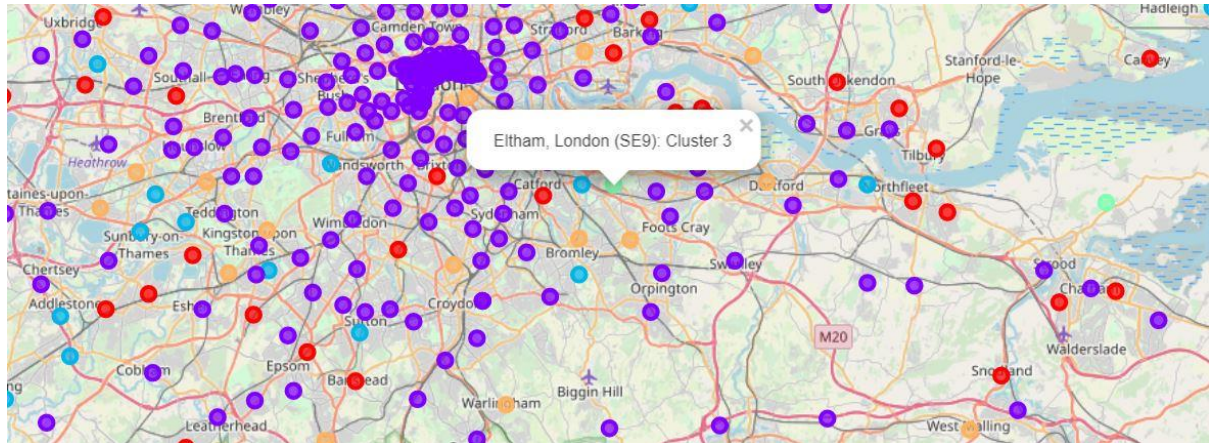 Uxbridge
Wembley
Camden Town
Stratford
Barking
Hadleigh
Southall
Shepherd's
Bush
London
South Ockendon
Stanford-le
Hope
Canvey
Brentford
Eltham, London (SE9): Cluster 3
×
Heathrow
Hounslow
Fulham
Wandsworth
Brixton
Grays
Tilbury
Staines-upon-
Thames
Teddington
Catford
Dartford
Northfleet
Sunbury-on-
Thames
Kingston upon
Thames
Wimbledon
Sydenham
Foots Cray
Chertsey
Bromley
Swanley
Strood
Addlestone
Esher
Croydon
Orpington
Chatham
Sutton
M20
Walderslade
Cobham
Epsom
Banstead
Biggin Hill
Snodland
Warlingham
Leatherhead
West Malling